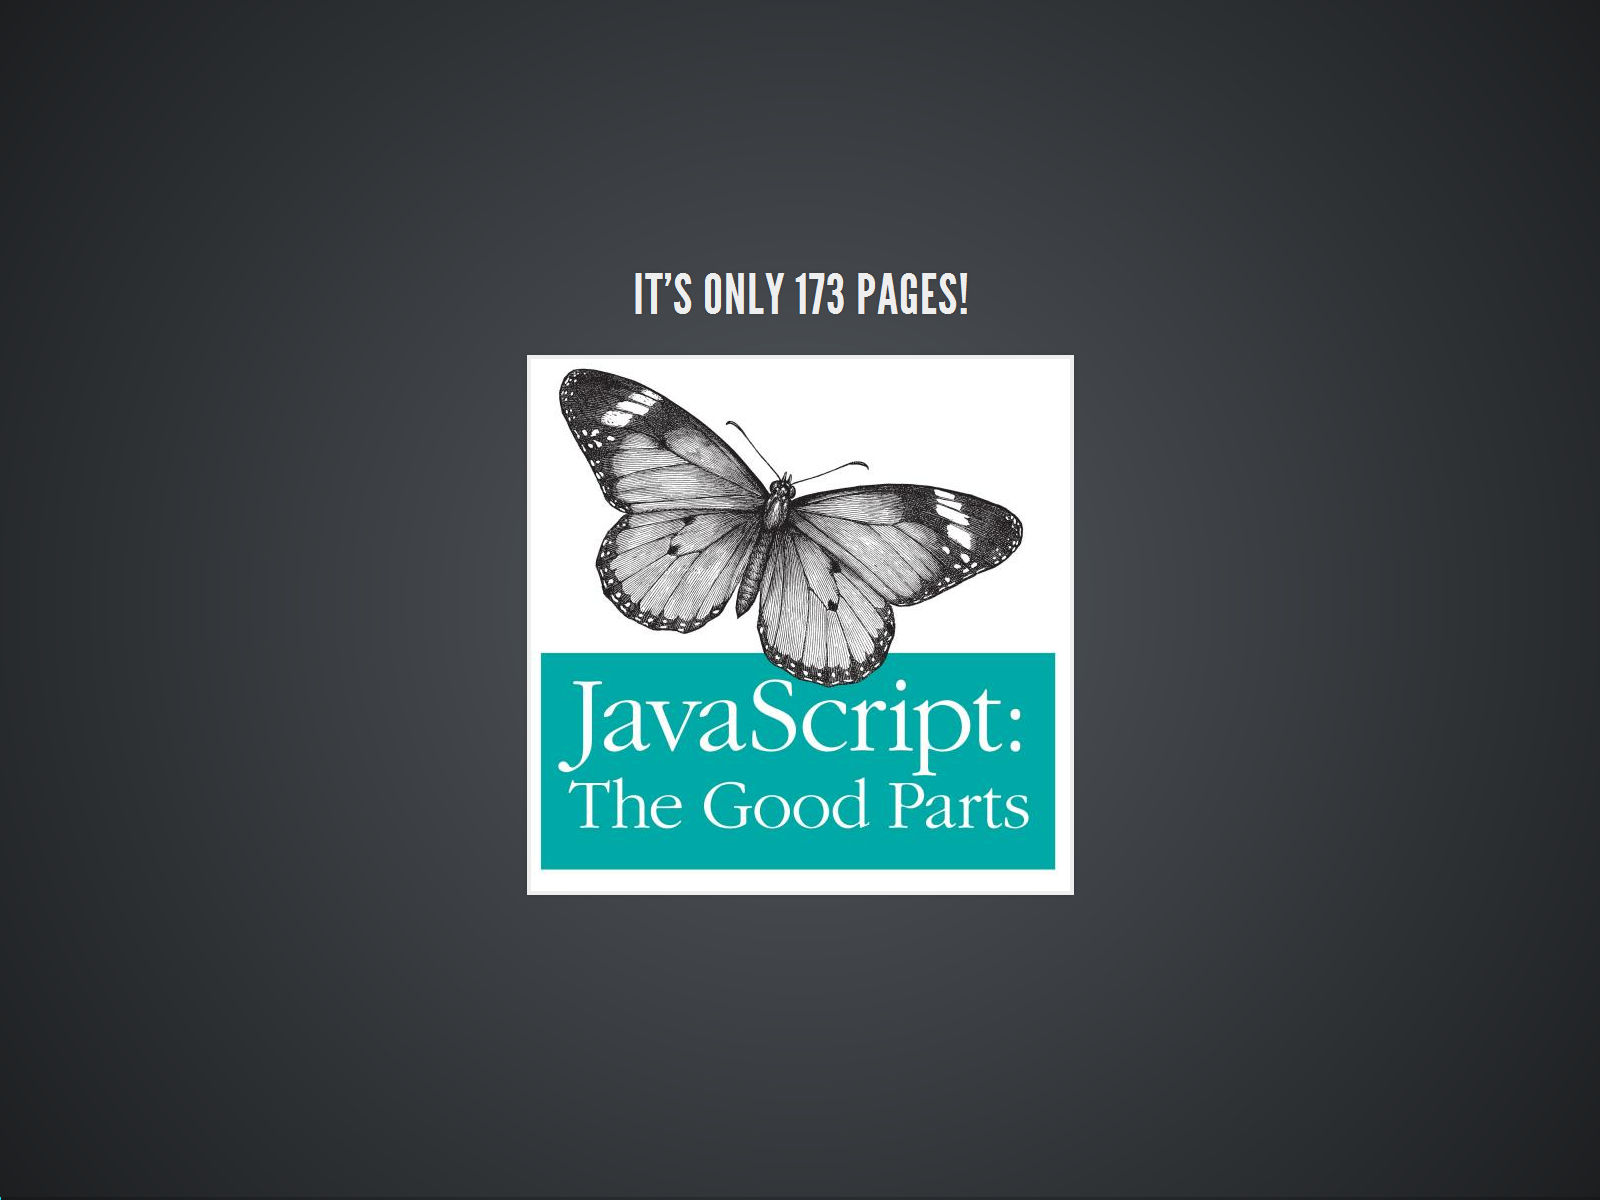 IT’S ONLY 173 PAGES!
JavaScript:
The Good Parts